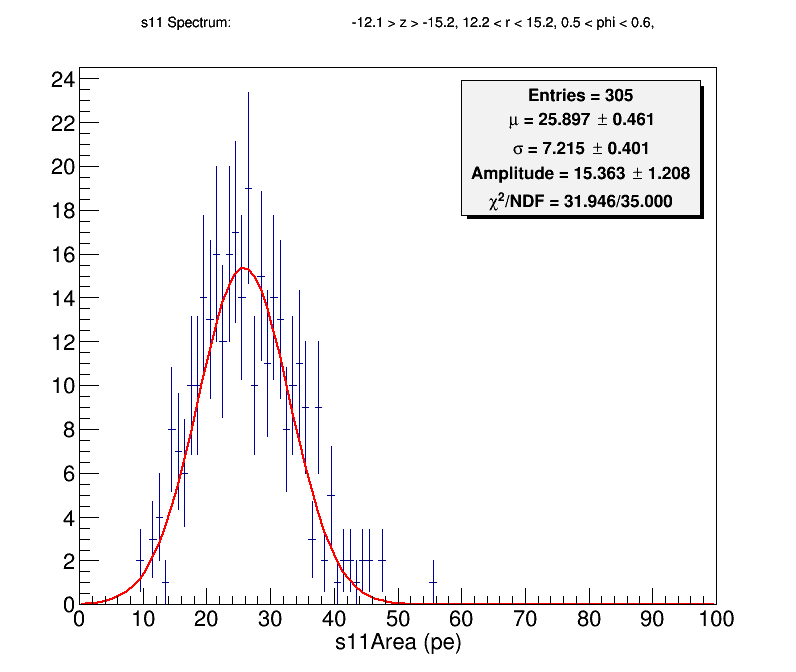 s11 Spectrum: -12.1 > z > -15.2, 12.2 < r < 15.2, 0.5 < phi < 0.6,
Entries = 305
μ = 25.897 ± 0.461
σ = 7.215 ± 0.401
Amplitude = 15.363 ± 1.208
χ²/NDF = 31.946/35.000
24
22
20
18
16
14
12
10
8
6
4
2
0
0 10 20 30 40 50 60 70 80 90 100
s11Area (pe)